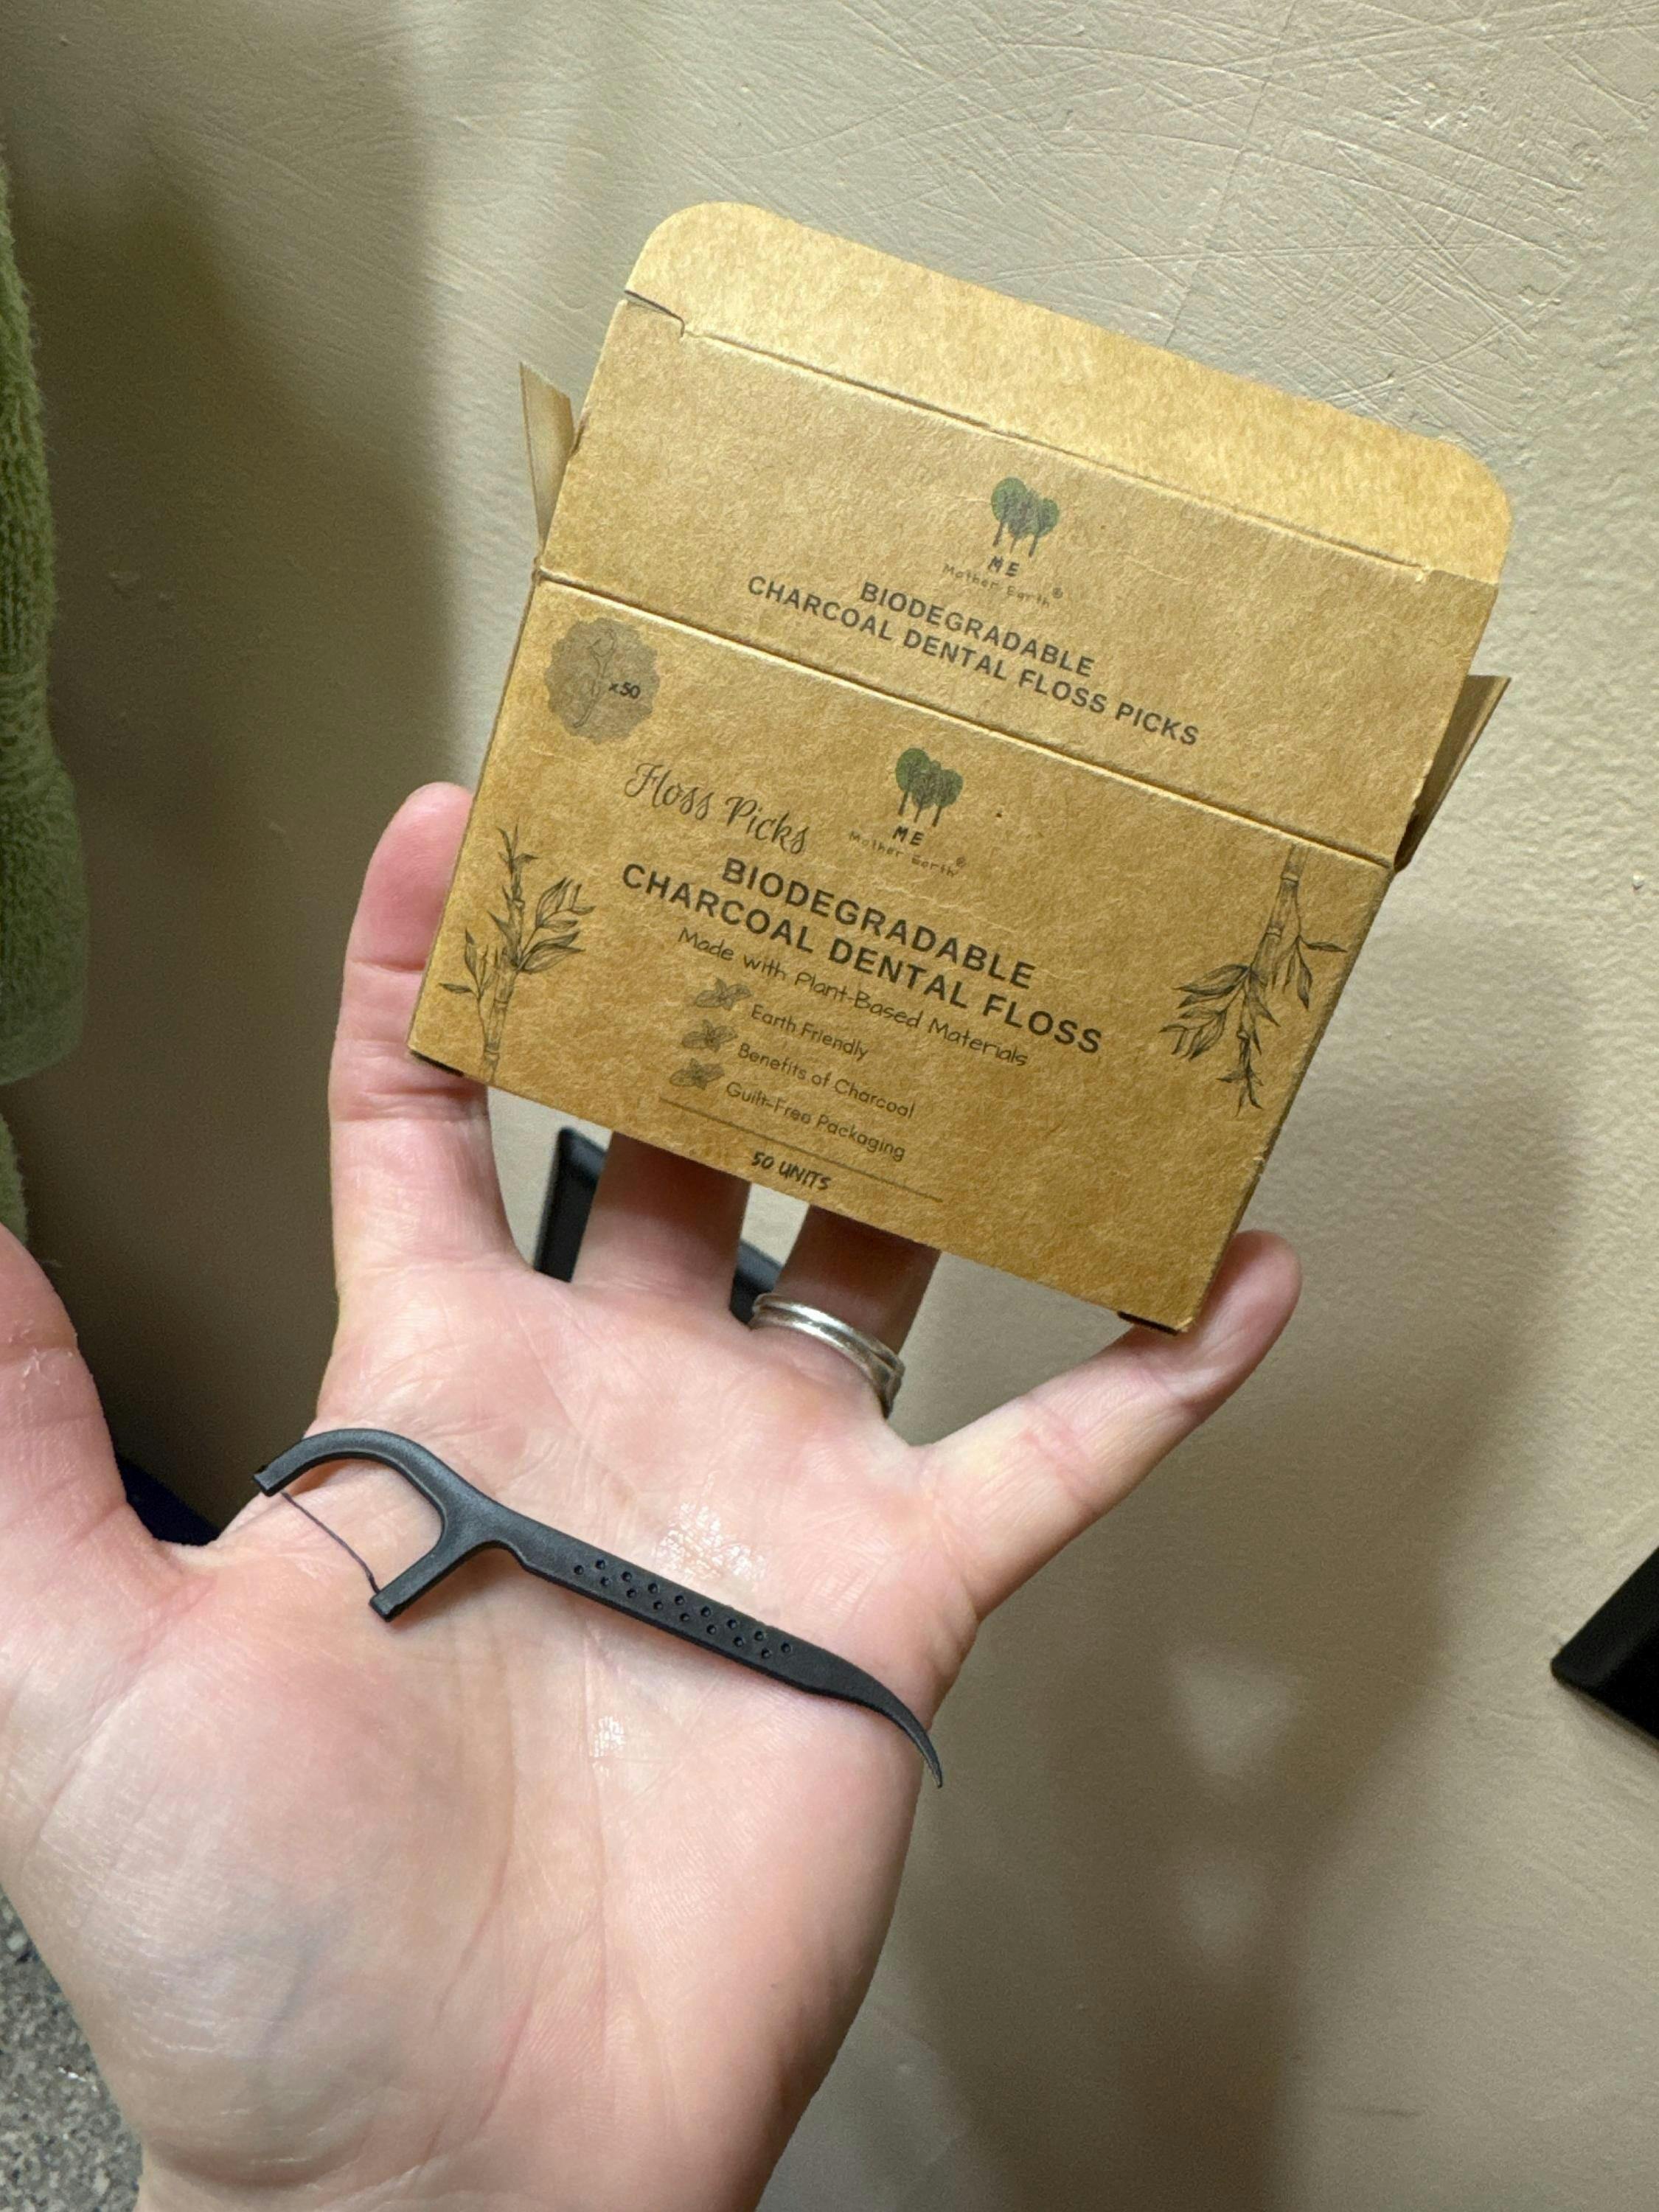 ME
Mother Earth®
BIODEGRADABLE
CHARCOAL DENTAL FLOSS PICKS
x50
Floss Picks
ME
Mother Earth®
BIODEGRADABLE
CHARCOAL DENTAL FLOSS
Made with Plant-Based Materials
Earth Friendly
Benefits of Charcoal
Guilt-Free Packaging
50 UNITS